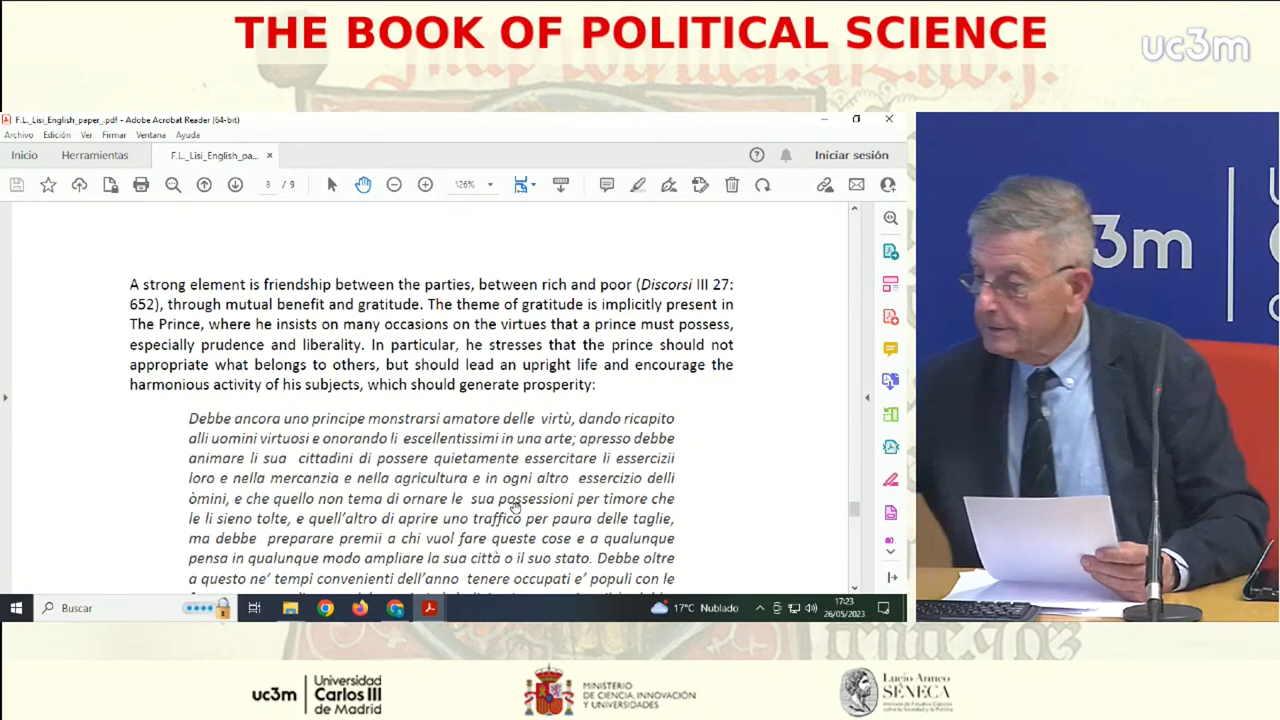 THE BOOK OF POLITICAL SCIENCE
uc3m
F.L._Lisi_English_paper_.pdf - Adobe Acrobat Reader (64-bit)
Archivo Edición Ver Firmar Ventana Ayuda
Inicio Herramientas F.L._Lisi_English_pa... × Iniciar sesión
8 / 9 126%
A strong element is friendship between the parties, between rich and poor (Discorsi III 27:
652), through mutual benefit and gratitude. The theme of gratitude is implicitly present in
The Prince, where he insists on many occasions on the virtues that a prince must possess,
especially prudence and liberality. In particular, he stresses that the prince should not
appropriate what belongs to others, but should lead an upright life and encourage the
harmonious activity of his subjects, which should generate prosperity:
Debbe ancora uno principe monstrarsi amatore delle virtù, dando ricapito
alli uomini virtuosi e onorando li escellentissimi in una arte; apresso debbe
animare li sua cittadini di possere quietamente essercitare li essercizii
loro e nella mercanzia e nella agricultura e in ogni altro essercizio delli
òmini, e che quello non tema di ornare le sua possessioni per timore che
le li sieno tolte, e quell'altro di aprire uno traffico per paura delle taglie,
ma debbe preparare premii a chi vuol fare queste cose e a qualunque
pensa in qualunque modo ampliare la sua città o il suo stato. Debbe oltre
a questo ne' tempi convenienti dell'anno tenere occupati e' populi con le
3m
Buscar
17°C Nublado
17:23
26/05/2023
uc3m
Universidad
Carlos III
de Madrid
MINISTERIO
DE CIENCIA, INNOVACIÓN
Y UNIVERSIDADES
Lucio Anneo
SÉNECA